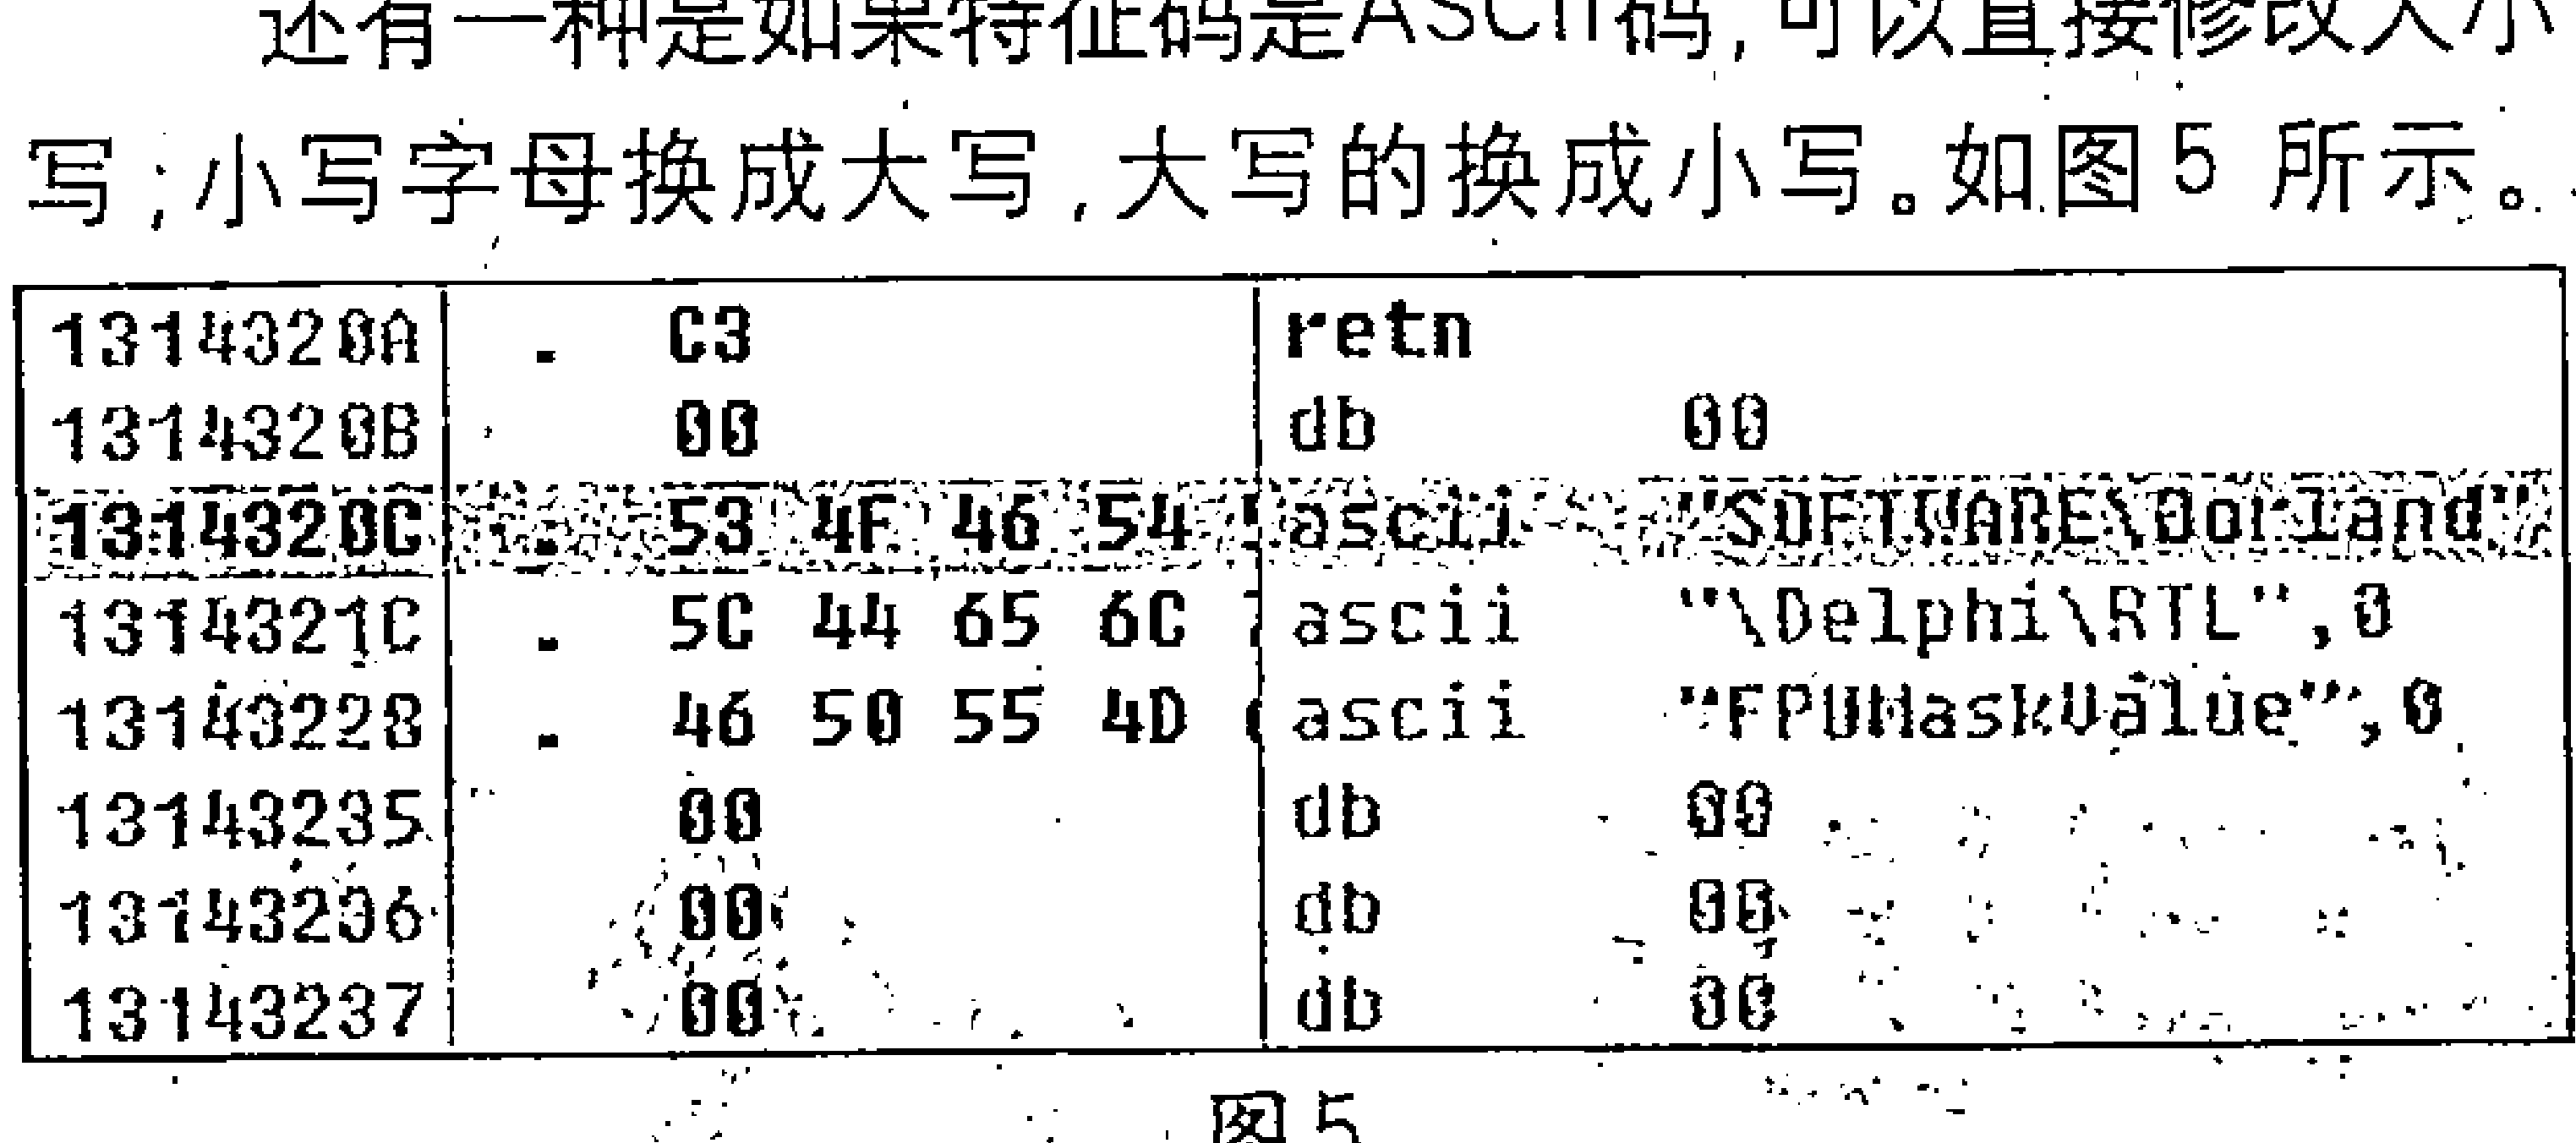 还有一种是如果特征码是ASCII码,可以直接修改大小
写;小写字母换成大写,大写的换成小写。如图5 所示。
1314320A . C3 retn
1314320B 00 db 00
1314320C . 53 4F 46 54 ascii "SOFTWARE\Borland"
1314321C . 5C 44 65 6C 7 ascii "\Delphi\RTL",0
13143228 . 46 50 55 4D ascii "FPUMaskValue",0
13143235 00 db 00
13143236 00 db 00
13143237 00 db 00
图5